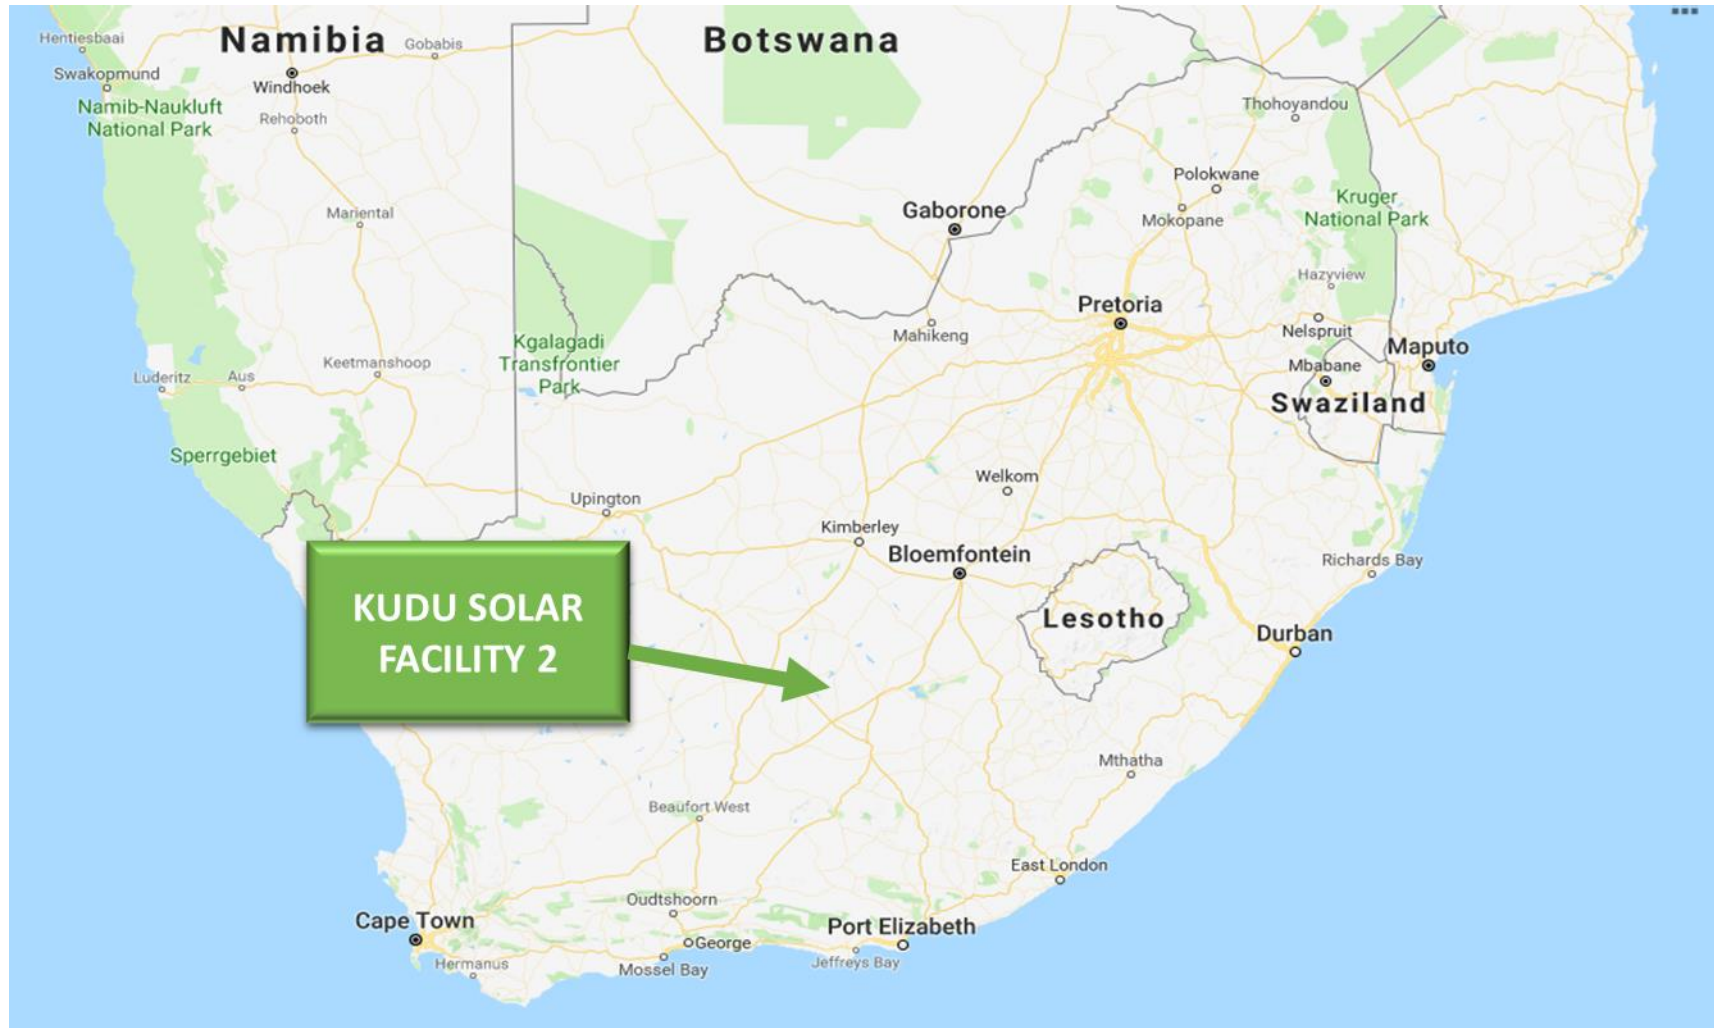 Namibia
Botswana
Hentiesbaai
Gobabis
Swakopmund
Windhoek
Namib-Naukluft
National Park
Rehoboth
Thohoyandou
Polokwane
Mokopane
Kruger
National Park
Mariental
Gaborone
Hazyview
Pretoria
Nelspruit
Mahikeng
Kgalagadi
Transfrontier
Park
Maputo
Mbabane
Swaziland
Keetmanshoop
Luderitz
Aus
Sperrgebiet
Welkom
Upington
Kimberley
Bloemfontein
Richards Bay
KUDU SOLAR
FACILITY 2
Lesotho
Durban
Mthatha
Beaufort West
East London
Oudtshoorn
Cape Town
Port Elizabeth
George
Hermanus
Mossel Bay
Jeffreys Bay